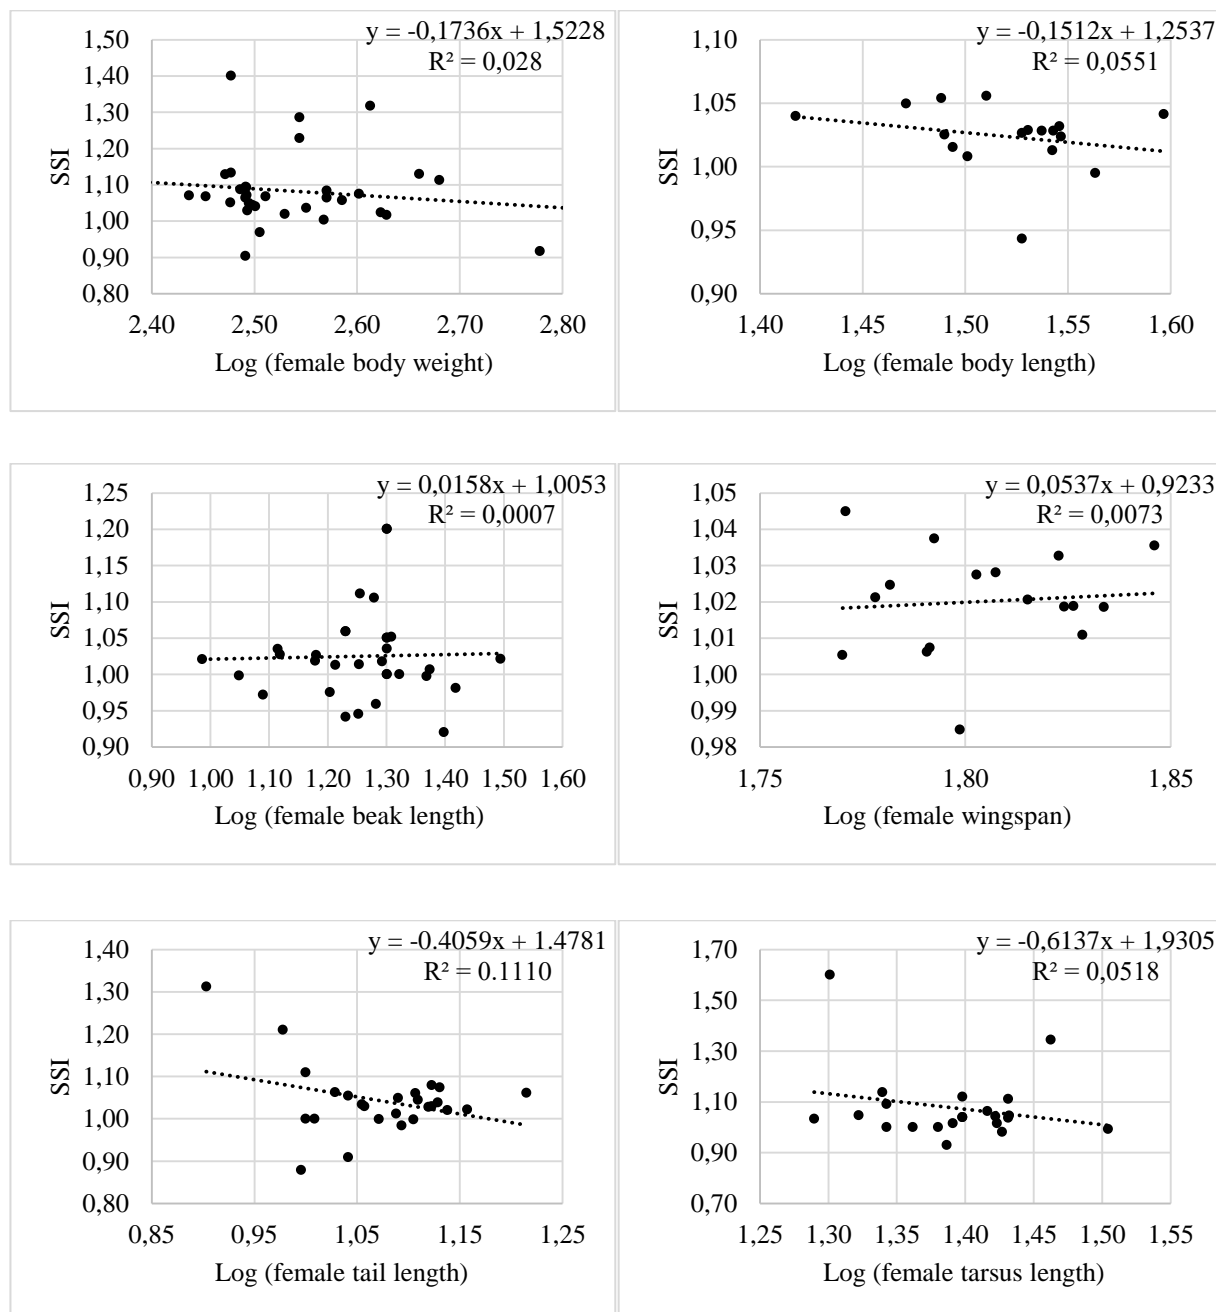 y = -0,1736x + 1,5228
R² = 0,028
1,50
1,40
1,30
1,20
1,10
1,00
0,90
0,80
SSI
2,40 2,50 2,60 2,70 2,80
Log (female body weight)
y = -0,1512x + 1,2537
R² = 0,0551
1,10
1,05
1,00
0,95
0,90
SSI
1,40 1,45 1,50 1,55 1,60
Log (female body length)
y = 0,0158x + 1,0053
R² = 0,0007
1,25
1,20
1,15
1,10
1,05
1,00
0,95
0,90
SSI
0,90 1,00 1,10 1,20 1,30 1,40 1,50 1,60
Log (female beak length)
y = 0,0537x + 0,9233
R² = 0,0073
1,05
1,04
1,03
1,02
1,01
1,00
0,99
0,98
SSI
1,75 1,80 1,85
Log (female wingspan)
y = -0.4059x + 1.4781
R² = 0.1110
1,40
1,30
1,20
1,10
1,00
0,90
0,80
SSI
0,85 0,95 1,05 1,15 1,25
Log (female tail length)
y = -0,6137x + 1,9305
R² = 0,0518
1,70
1,50
1,30
1,10
0,90
0,70
SSI
1,25 1,30 1,35 1,40 1,45 1,50 1,55
Log (female tarsus length)